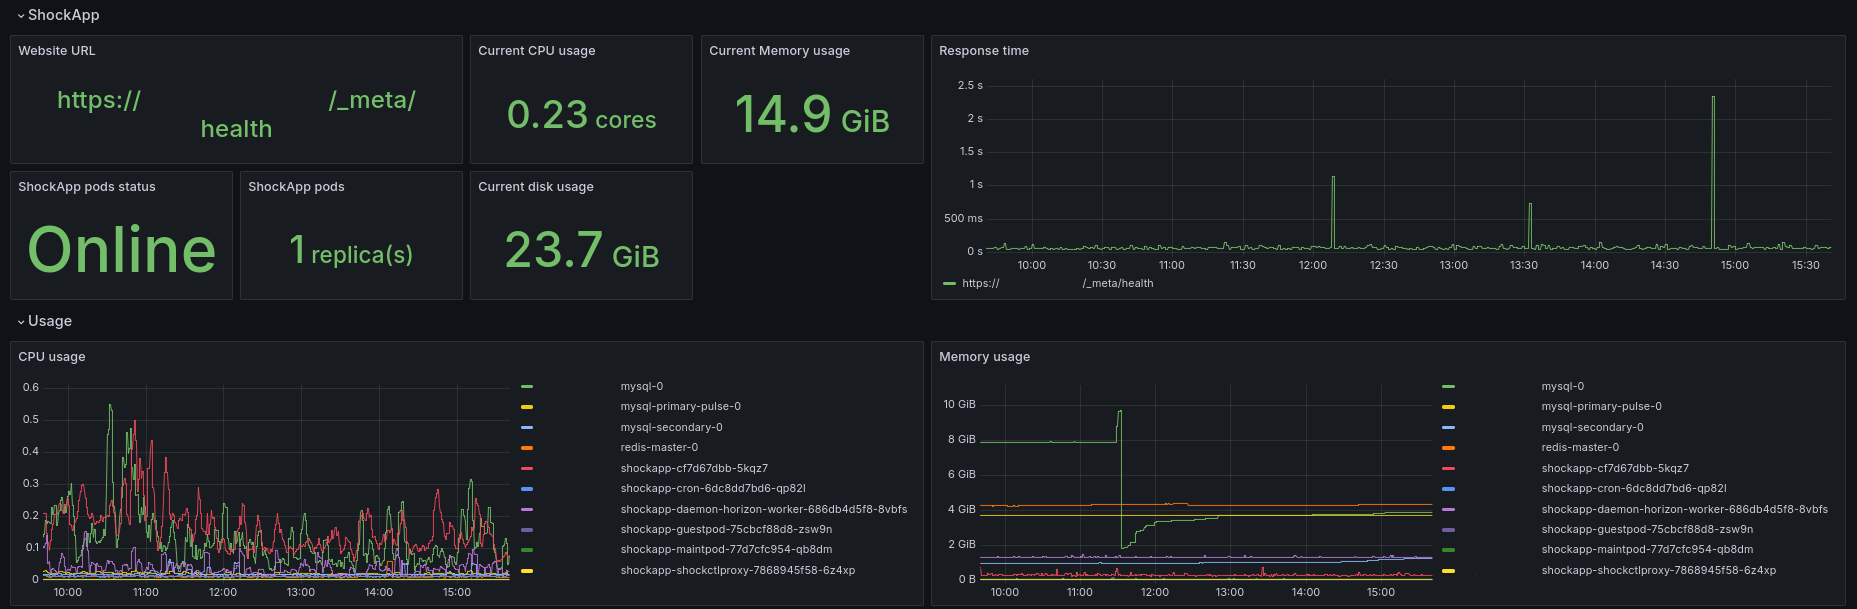 ShockApp
Website URL
https:// /_meta/
health
Current CPU usage
0.23 cores
Current Memory usage
14.9 GiB
ShockApp pods status
Online
ShockApp pods
1 replica(s)
Current disk usage
23.7 GiB
Response time
2.5 s
2 s
1.5 s
1 s
500 ms
0 s
10:00 10:30 11:00 11:30 12:00 12:30 13:00 13:30 14:00 14:30 15:00 15:30
https:// /_meta/health
Usage
CPU usage
0.6
0.5
0.4
0.3
0.2
0.1
0
10:00 11:00 12:00 13:00 14:00 15:00
mysql-0
mysql-primary-pulse-0
mysql-secondary-0
redis-master-0
shockapp-cf7d67dbb-5kqz7
shockapp-cron-6dc8dd7bd6-qp82l
shockapp-daemon-horizon-worker-686db4d5f8-8vbfs
shockapp-guestpod-75cbcf88d8-zsw9n
shockapp-maintpod-77d7cfc954-qb8dm
shockapp-shockctlproxy-7868945f58-6z4xp
Memory usage
10 GiB
8 GiB
6 GiB
4 GiB
2 GiB
0 B
10:00 11:00 12:00 13:00 14:00 15:00
mysql-0
mysql-primary-pulse-0
mysql-secondary-0
redis-master-0
shockapp-cf7d67dbb-5kqz7
shockapp-cron-6dc8dd7bd6-qp82l
shockapp-daemon-horizon-worker-686db4d5f8-8vbfs
shockapp-guestpod-75cbcf88d8-zsw9n
shockapp-maintpod-77d7cfc954-qb8dm
shockapp-shockctlproxy-7868945f58-6z4xp